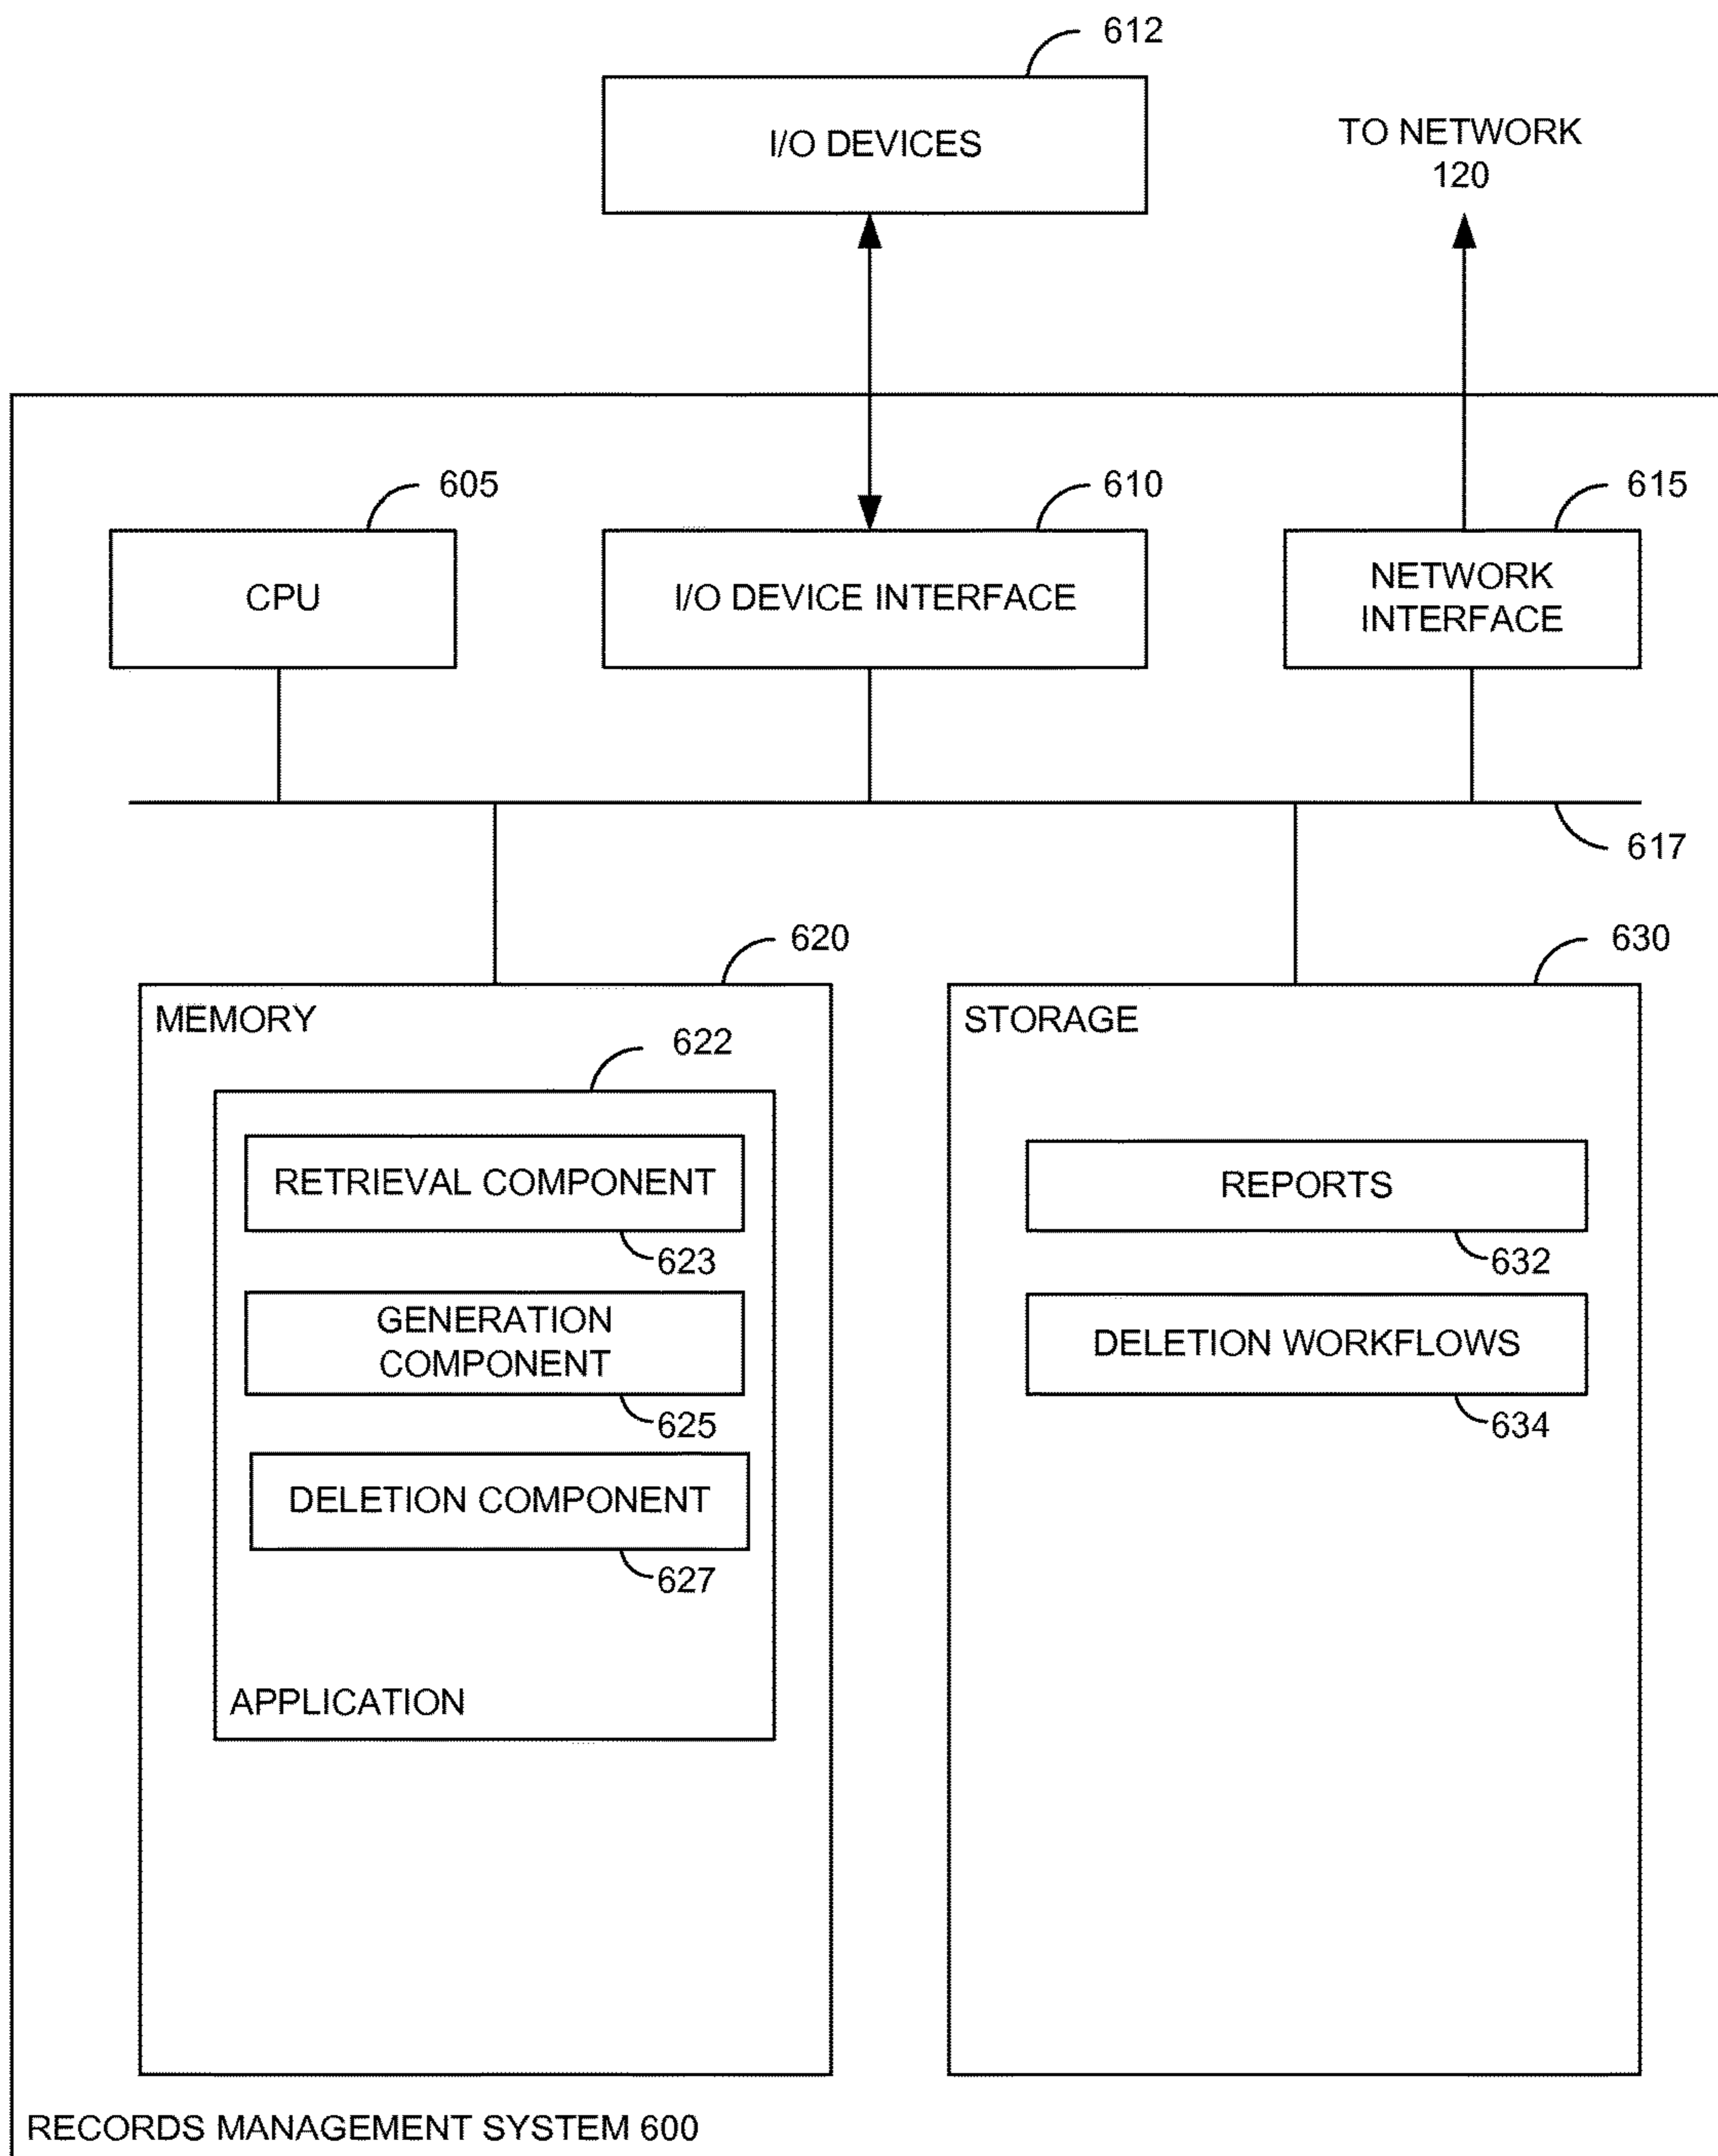 612
I/O DEVICES
TO NETWORK
120
605
610
615
CPU
I/O DEVICE INTERFACE
NETWORK
INTERFACE
617
620
630
MEMORY
STORAGE
622
RETRIEVAL COMPONENT
REPORTS
623
632
GENERATION
COMPONENT
DELETION WORKFLOWS
625
634
DELETION COMPONENT
627
APPLICATION
RECORDS MANAGEMENT SYSTEM 600